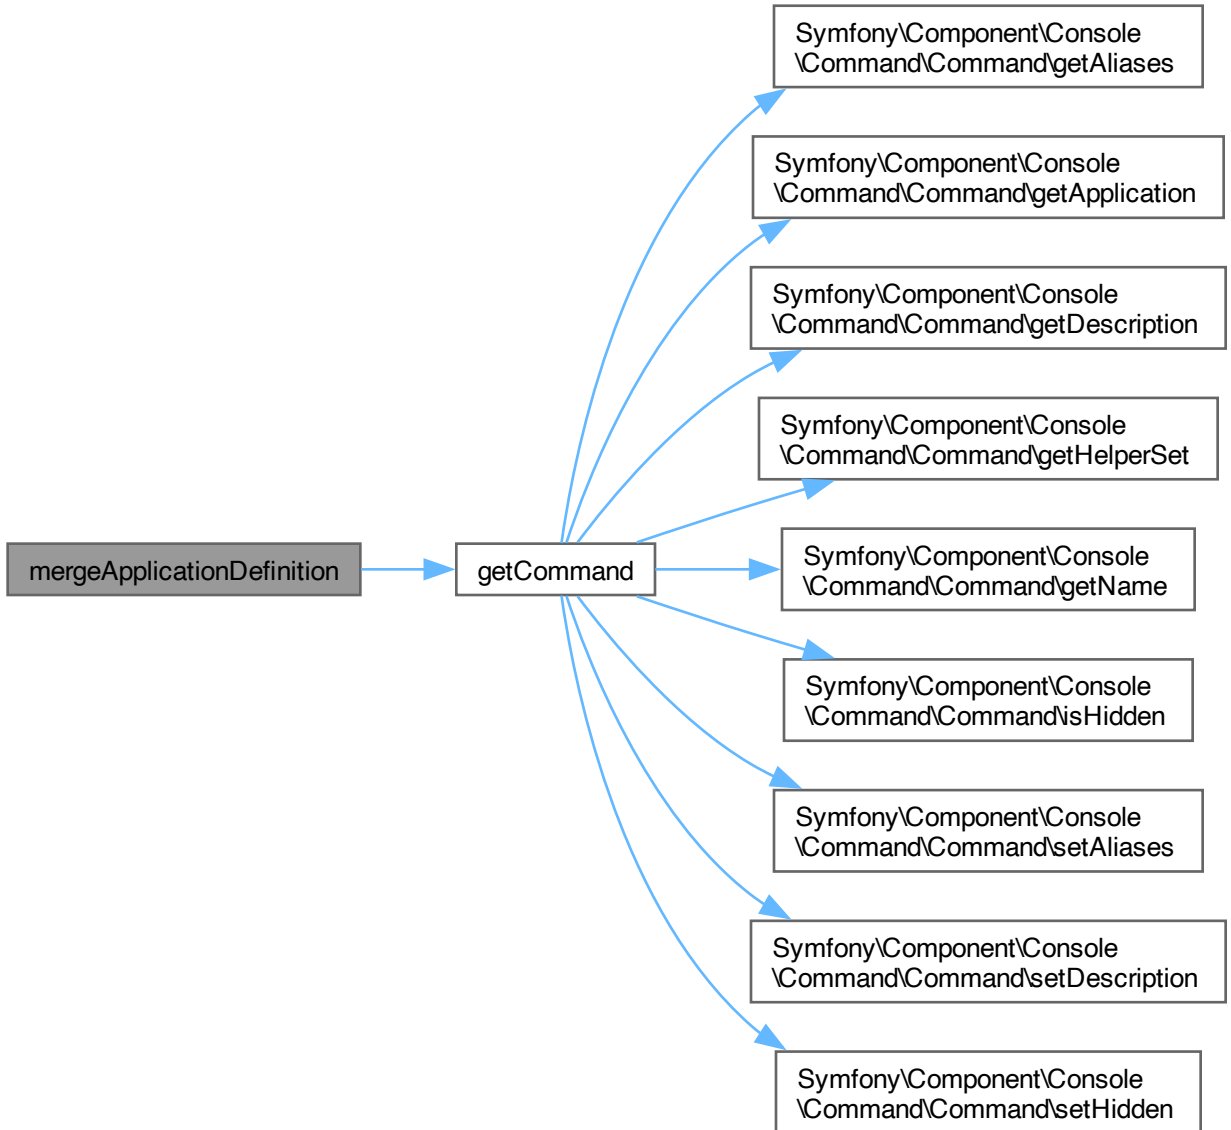 Symfony\Component\Console
\Command\Command\getAliases
Symfony\Component\Console
\Command\Command\getApplication
Symfony\Component\Console
\Command\Command\getDescription
Symfony\Component\Console
\Command\Command\getHelperSet
mergeApplicationDefinition
getCommand
Symfony\Component\Console
\Command\Command\getName
Symfony\Component\Console
\Command\Command\isHidden
Symfony\Component\Console
\Command\Command\setAliases
Symfony\Component\Console
\Command\Command\setDescription
Symfony\Component\Console
\Command\Command\setHidden